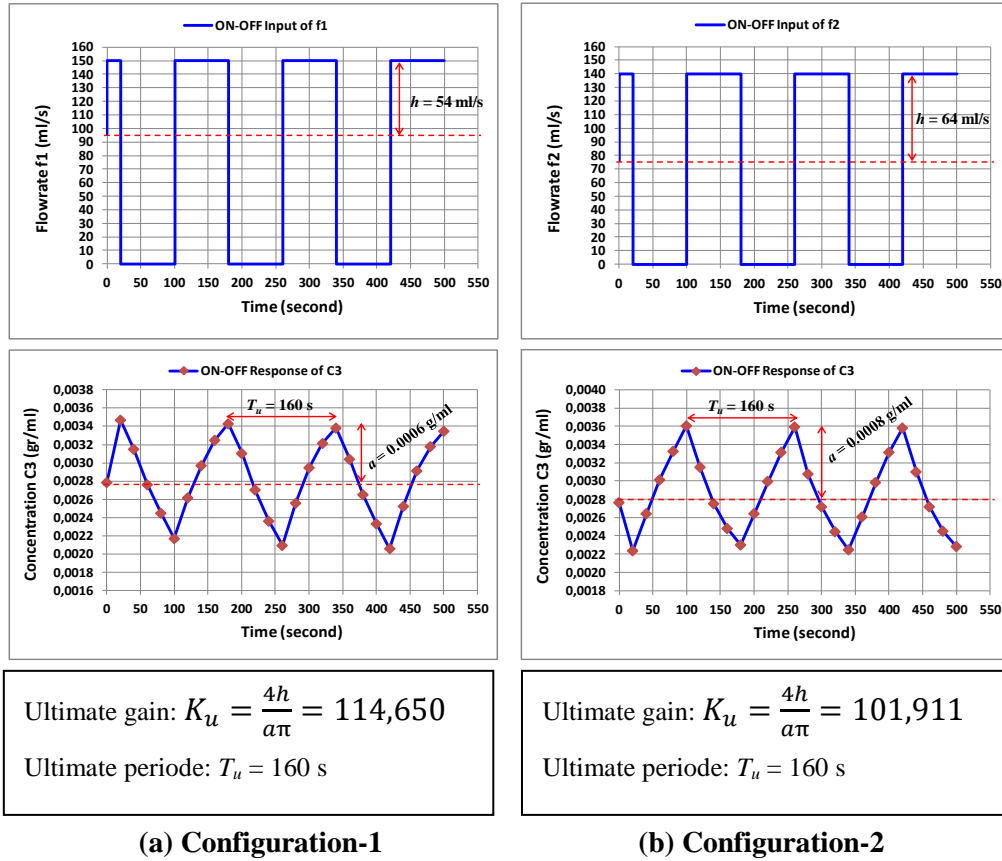 ON-OFF Input of f1
160
150
140
130
120
110
100
90
80
70
60
50
40
30
20
10
0
Flowrate f1 (ml/s)
h = 54 ml/s
0 50 100 150 200 250 300 350 400 450 500 550
Time (second)
ON-OFF Input of f2
160
150
140
130
120
110
100
90
80
70
60
50
40
30
20
10
0
Flowrate f2 (ml/s)
h = 64 ml/s
0 50 100 150 200 250 300 350 400 450 500 550
Time (second)
ON-OFF Response of C3
0,0038
0,0036
0,0034
0,0032
0,0030
0,0028
0,0026
0,0024
0,0022
0,0020
0,0018
0,0016
Concentration C3 (gr/ml)
Tu = 160 s
a = 0.0006 g/ml
0 50 100 150 200 250 300 350 400 450 500 550
Time (second)
ON-OFF Response of C3
0,0040
0,0038
0,0036
0,0034
0,0032
0,0030
0,0028
0,0026
0,0024
0,0022
0,0020
0,0018
Concentration C3 (gr/ml)
Tu = 160 s
a = 0.0008 g/ml
0 50 100 150 200 250 300 350 400 450 500 550
Time (second)
Ultimate gain: Ku = 4h/aπ = 114,650
Ultimate periode: Tu = 160 s
Ultimate gain: Ku = 4h/aπ = 101,911
Ultimate periode: Tu = 160 s
(a) Configuration-1
(b) Configuration-2